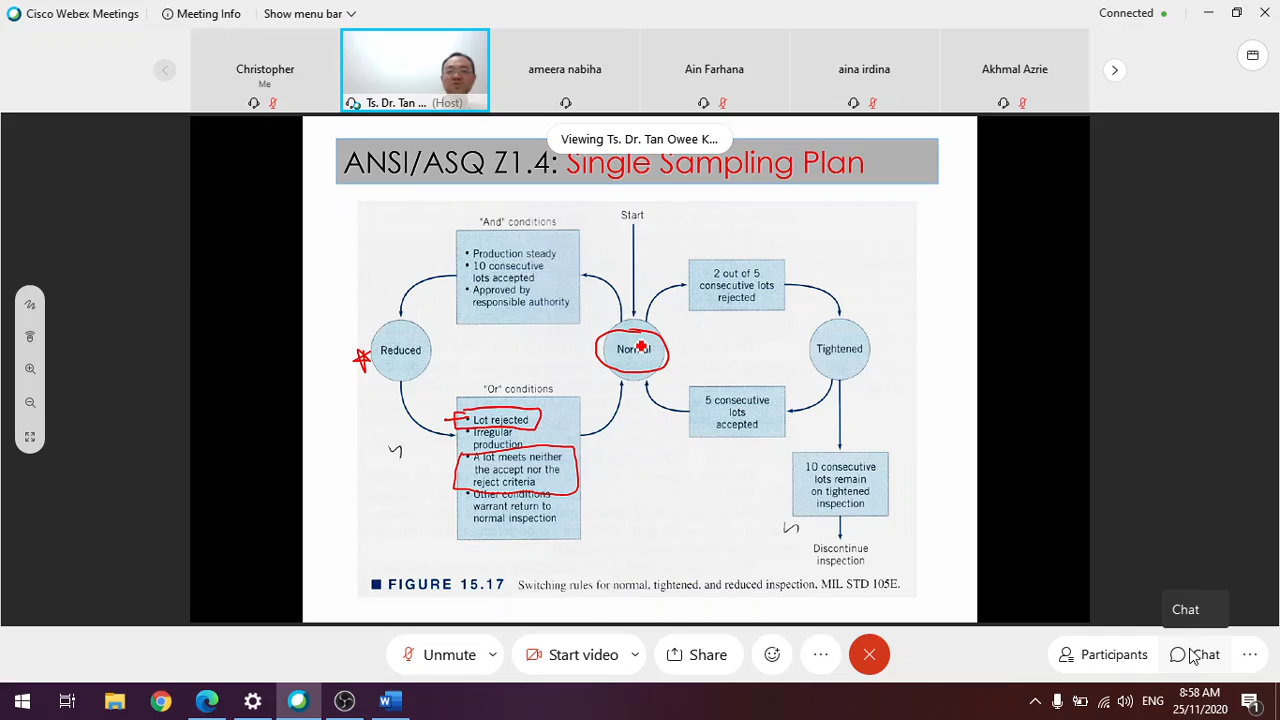 Cisco Webex Meetings
Meeting Info
Show menu bar
Connected
Christopher
Me
Ts. Dr. Tan ... (Host)
ameera nabiha
Ain Farhana
aina irdina
Akhmal Azrie
Viewing Ts. Dr. Tan Owee K...
ANSI/ASQ Z1.4: Single Sampling Plan
"And" conditions
• Production steady
• 10 consecutive
lots accepted
• Approved by
responsible authority
Start
2 out of 5
consecutive lots
rejected
Reduced
Normal
Tightened
"Or" conditions
• Lot rejected
• Irregular
production
• A lot meets neither
the accept nor the
reject criteria
• Other conditions
warrant return to
normal inspection
5 consecutive
lots
accepted
10 consecutive
lots remain
on tightened
inspection
Discontinue
inspection
■ FIGURE 15.17 Switching rules for normal, tightened, and reduced inspection, MIL STD 105E.
Chat
Unmute
Start video
Share
Participants
Chat
ENG
8:58 AM
25/11/2020
1